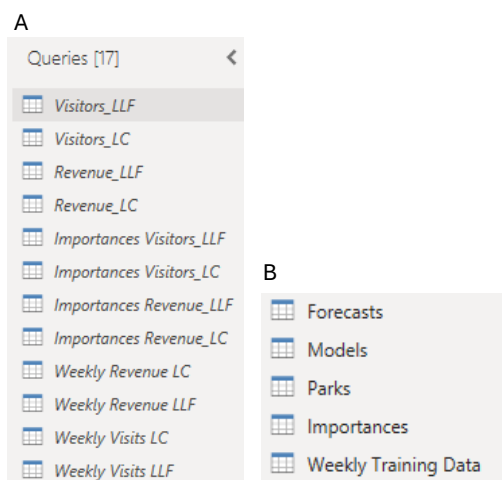 A
Queries [17]
Visitors_LLF
Visitors_LC
Revenue_LLF
Revenue_LC
Importances Visitors_LLF
Importances Visitors_LC
Importances Revenue_LLF
Importances Revenue_LC
Weekly Revenue LC
Weekly Revenue LLF
Weekly Visits LC
Weekly Visits LLF
B
Forecasts
Models
Parks
Importances
Weekly Training Data